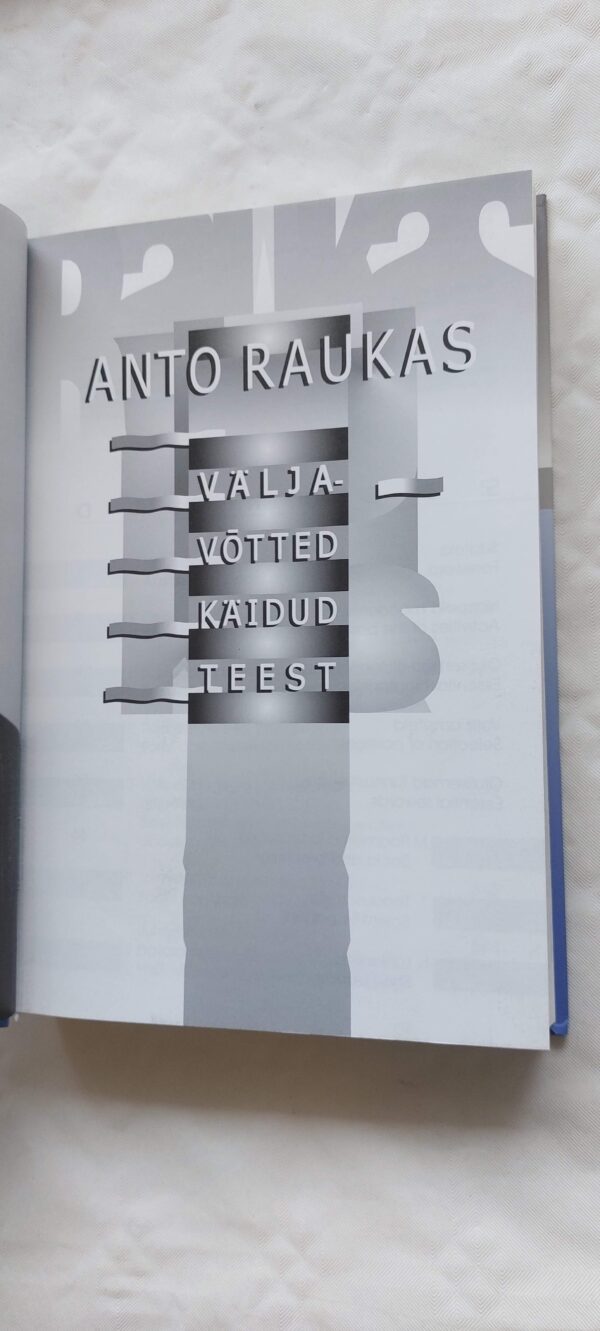 ANTO RAUKAS
VÄLJA-
VÕTTED
KÄIDUD
TEEST